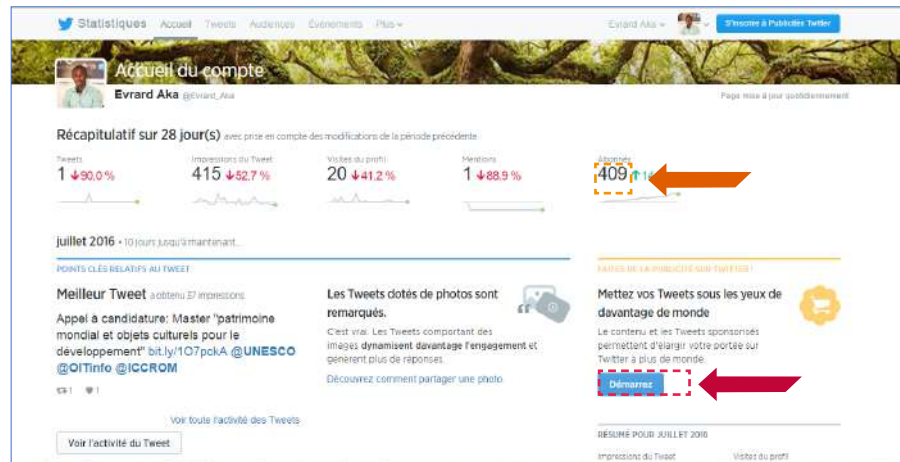 Statistiques Accueil Tweets Audiences Évènements Plus
Evrard Aka
S'inscrire à Publicités Twitter
Accueil du compte
Evrard Aka @Evrard_Aka
Page mise à jour quotidiennement
Récapitulatif sur 28 jour(s) avec prise en compte des modifications de la période précédente
Tweets
1 ↓90,0 %
Impressions du Tweet
415 ↓52,7 %
Visites du profil
20 ↓41,2 %
Mentions
1 ↓88,9 %
Abonnés
409
juillet 2016 • 10 jours jusqu'à maintenant...
POINTS CLÉS RELATIFS AU TWEET
Meilleur Tweet a obtenu 37 impressions
Appel à candidature: Master "patrimoine
mondial et objets culturels pour le
développement" bit.ly/1O7pckA @UNESCO
@OITinfo @ICCROM
1 1
Voir toute l'activité des Tweets
Voir l'activité du Tweet
Les Tweets dotés de photos sont
remarqués.
C'est vrai. Les Tweets comportant des
images dynamisent davantage l'engagement et
génèrent plus de réponses.
Découvrez comment partager une photo
FAITES DE LA PUBLICITÉ SUR TWITTER !
Mettez vos Tweets sous les yeux de
davantage de monde
Le contenu et les Tweets sponsorisés
permettent d'élargir votre portée sur
Twitter à plus de monde.
Démarrez
RÉSUMÉ POUR JUILLET 2016
Impressions du Tweet
Visites du profil